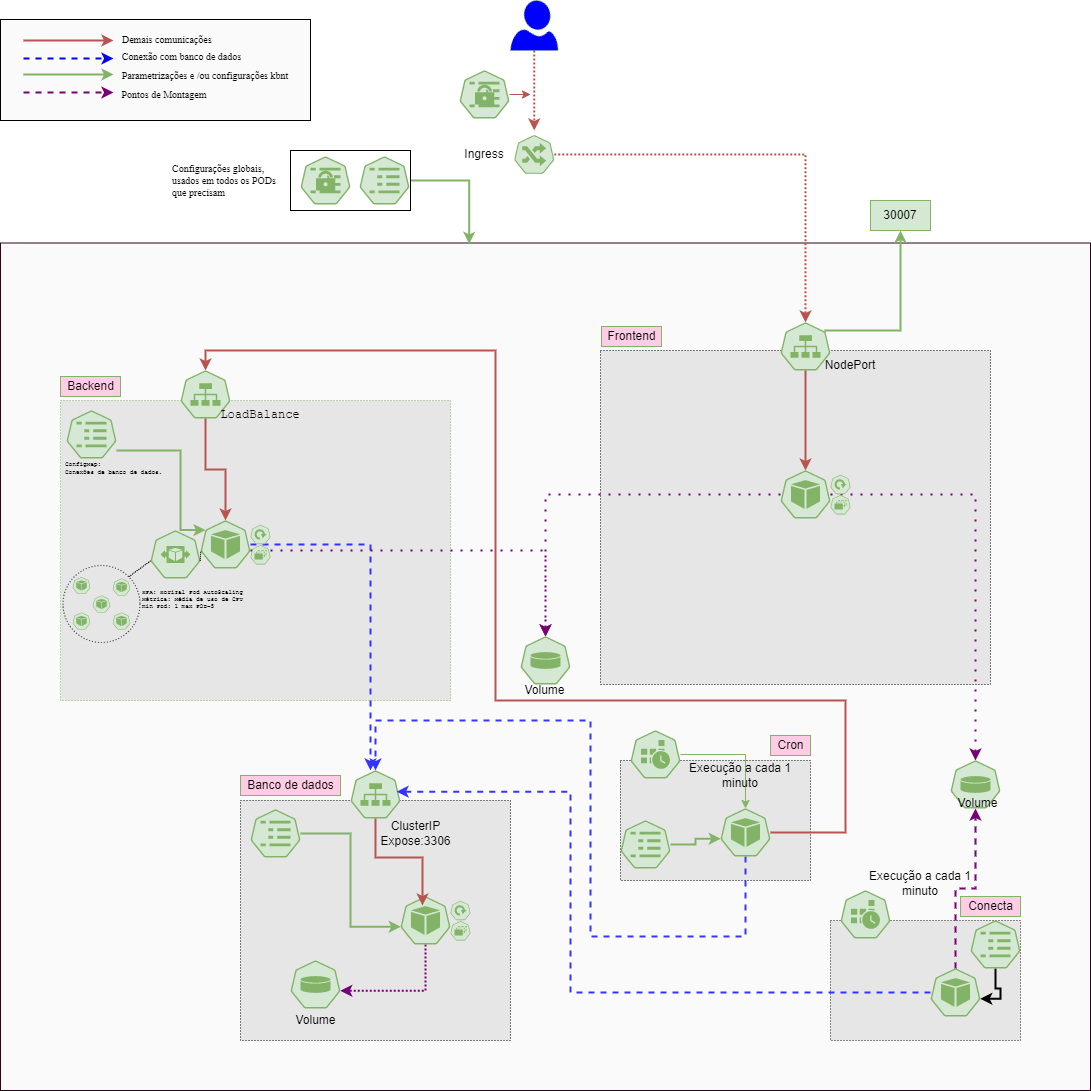 Demais comunicações
Conexão com banco de dados
Parametrizações e /ou configurações kbnt
Pontos de Montagem
Ingress
Configurações globais,
usados em todos os PODs
que precisam
30007
Frontend
NodePort
Backend
LoadBalance
Configmap:
Conexões de banco de dados.
HPA: Horizal Pod AutoScaling
Métrica: Média de uso de CPU
Min Pod: 1 max POd-5
Volume
Cron
Execução a cada 1
minuto
Banco de dados
ClusterIP
Expose:3306
Volume
Volume
Execução a cada 1
minuto
Conecta